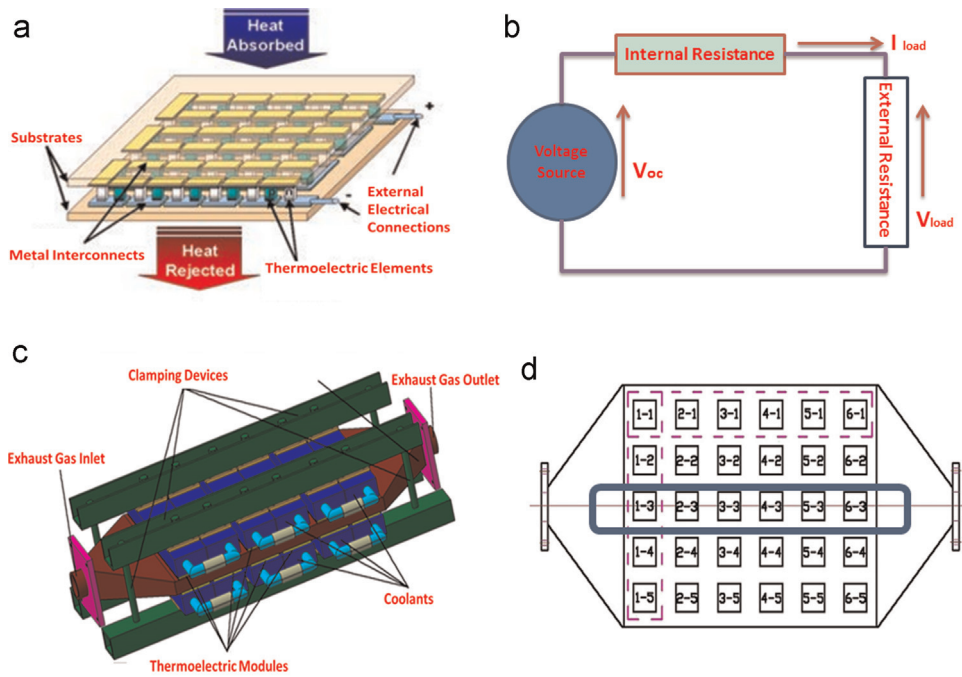 a
Heat
Absorbed
+
Substrates
-
External
Electrical
Connections
Metal Interconnects
Heat
Rejected
Thermoelectric Elements
b
Internal Resistance
I load
Voltage
Source
Voc
External Resistance
Vload
c
Clamping Devices
Exhaust Gas Outlet
Exhaust Gas Inlet
Coolants
Thermoelectric Modules
d
1-1 2-1 3-1 4-1 5-1 6-1
1-2 2-2 3-2 4-2 5-2 6-2
1-3 2-3 3-3 4-3 5-3 6-3
1-4 2-4 3-4 4-4 5-4 6-4
1-5 2-5 3-5 4-5 5-5 6-5